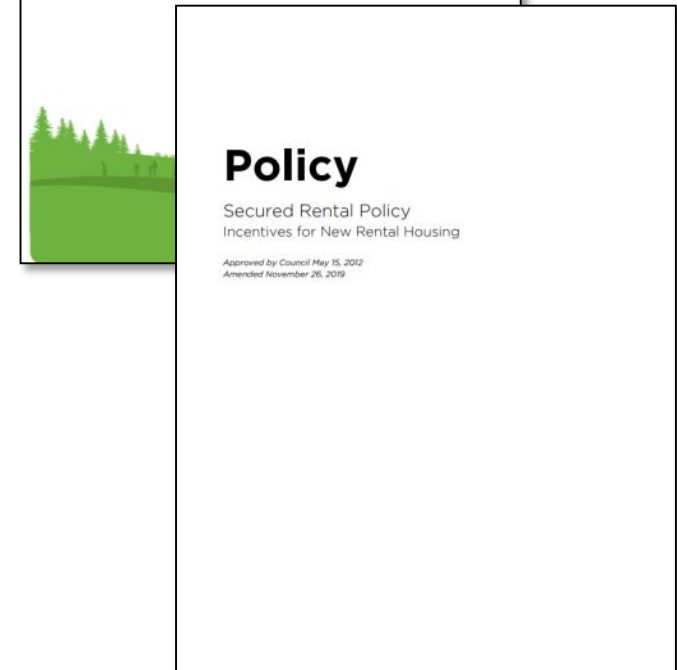 Policy
Secured Rental Policy
Incentives for New Rental Housing
Approved by Council May 15, 2012
Amended November 26, 2019